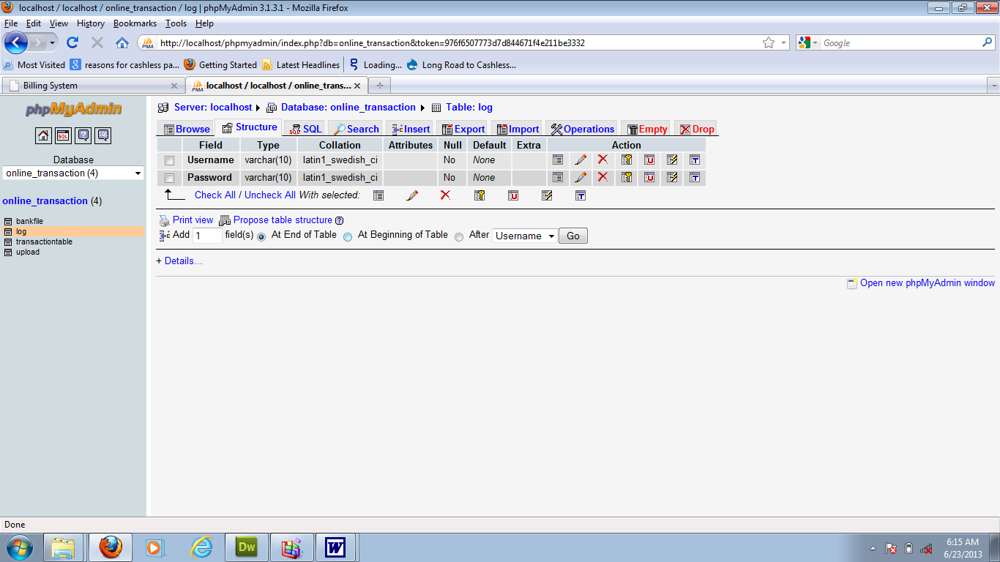 localhost / localhost / online_transaction / log | phpMyAdmin 3.1.3.1 - Mozilla Firefox
File Edit View History Bookmarks Tools Help
PMA http://localhost/phpmyadmin/index.php?db=online_transaction&token=976f6507773d7d844671f4e211be3332 Google
Most Visited reasons for cashless pa... Getting Started Latest Headlines Loading... Long Road to Cashless...
Billing System localhost / localhost / online_trans...
phpMyAdmin
SQL
Database
online_transaction (4)
online_transaction (4)
bankfile
log
transactiontable
upload
Server: localhost Database: online_transaction Table: log
Browse Structure SQL Search Insert Export Import Operations Empty Drop
Field Type Collation Attributes Null Default Extra Action
Username varchar(10) latin1_swedish_ci No None
Password varchar(10) latin1_swedish_ci No None
Check All / Uncheck All With selected:
Print view Propose table structure
Add 1 field(s) At End of Table At Beginning of Table After Username Go
+ Details...
Open new phpMyAdmin window
Done
Dw W
6:15 AM
6/23/2013